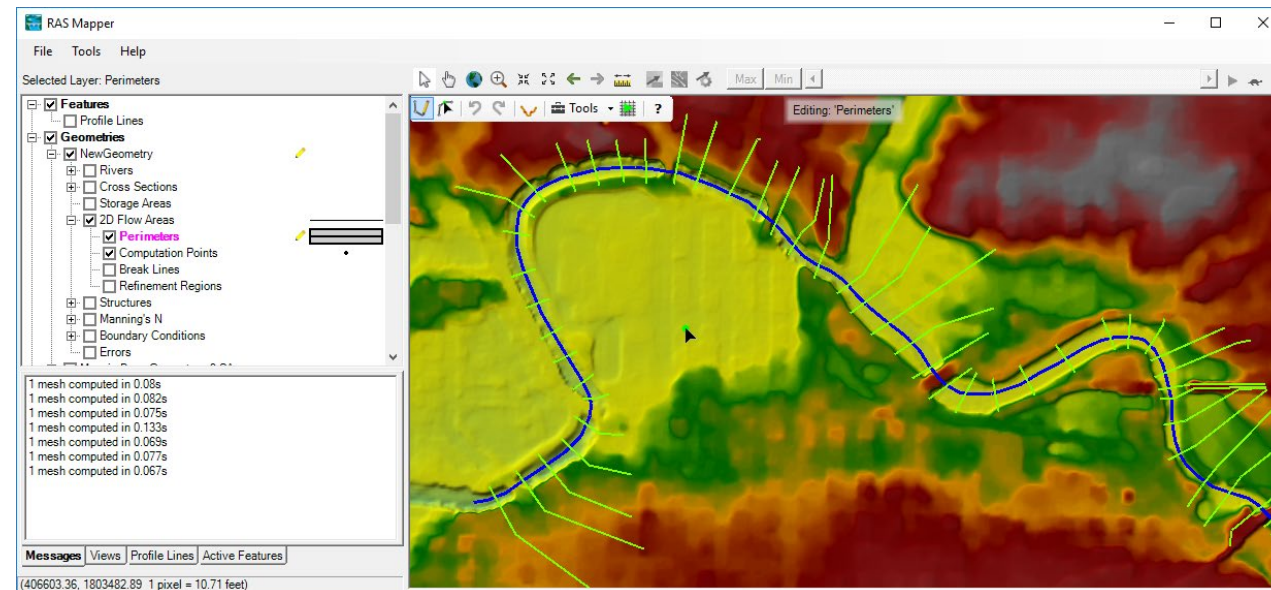 RAS Mapper
File Tools Help
Selected Layer: Perimeters
Max Min
Features
Profile Lines
Geometries
NewGeometry
Rivers
Cross Sections
Storage Areas
2D Flow Areas
Perimeters
Computation Points
Break Lines
Refinement Regions
Structures
Manning's N
Boundary Conditions
Errors
Tools ?
Editing: 'Perimeters'
1 mesh computed in 0.08s
1 mesh computed in 0.082s
1 mesh computed in 0.075s
1 mesh computed in 0.133s
1 mesh computed in 0.069s
1 mesh computed in 0.077s
1 mesh computed in 0.067s
Messages Views Profile Lines Active Features
(406603.36, 1803482.89 1 pixel = 10.71 feet)